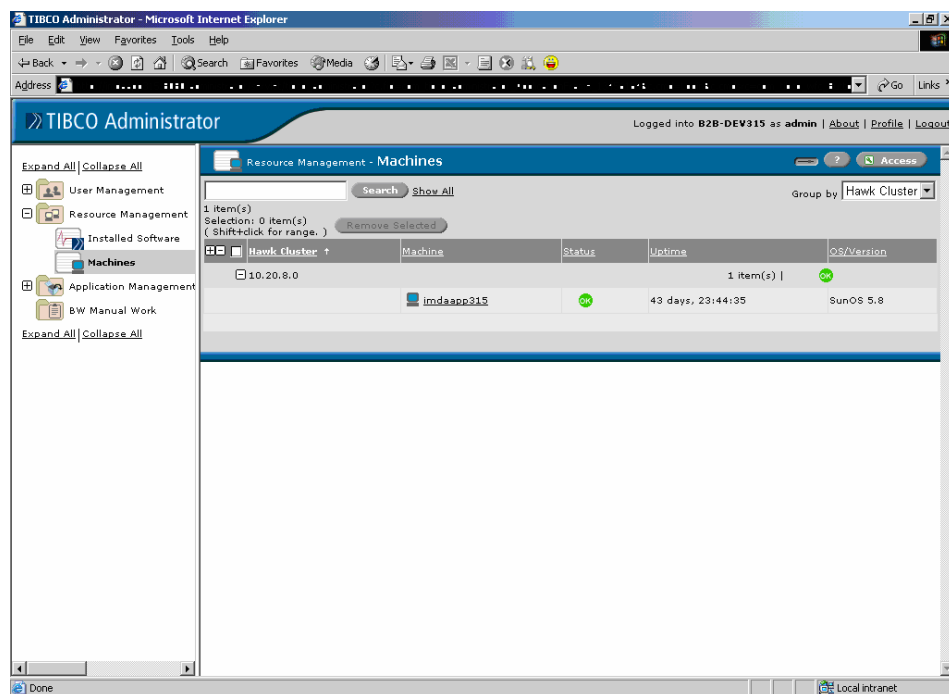 TIBCO Administrator - Microsoft Internet Explorer
File Edit View Favorites Tools Help
Back Search Favorites Media
Address Go Links
TIBCO Administrator
Logged into B2B-DEV315 as admin | About | Profile | Logout
Expand All | Collapse All
User Management
Resource Management
Installed Software
Machines
Application Management
BW Manual Work
Expand All | Collapse All
Resource Management - Machines
? Access
Search Show All
Group by Hawk Cluster
1 item(s)
Selection: 0 item(s)
( Shift+click for range. ) Remove Selected
Hawk Cluster ↑ Machine Status Uptime OS/Version
10.20.8.0 1 item(s) | OK
imdaapp315 OK 43 days, 23:44:35 SunOS 5.8
Done
Local intranet